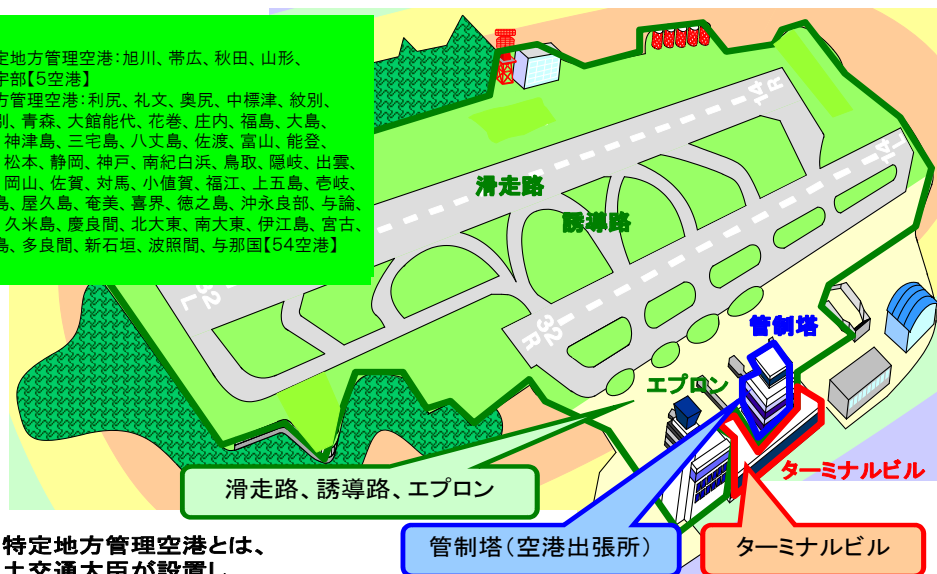 定地方管理空港：旭川、帯広、秋田、山形、
宇部【5空港】
方管理空港：利尻、礼文、奥尻、中標津、紋別、
別、青森、大館能代、花巻、庄内、福島、大島、
神津島、三宅島、八丈島、佐渡、富山、能登、
松本、静岡、神戸、南紀白浜、鳥取、隠岐、出雲、
岡山、佐賀、対馬、小値賀、福江、上五島、壱岐、
島、屋久島、奄美、喜界、徳之島、沖永良部、与論、
久米島、慶良間、北大東、南大東、伊江島、宮古、
島、多良間、新石垣、波照間、与那国【54空港】
14R
14L
滑走路
誘導路
32L
32R
管制塔
エプロン
ターミナルビル
滑走路、誘導路、エプロン
管制塔（空港出張所）
ターミナルビル
特定地方管理空港とは、
土交通大臣が設置し